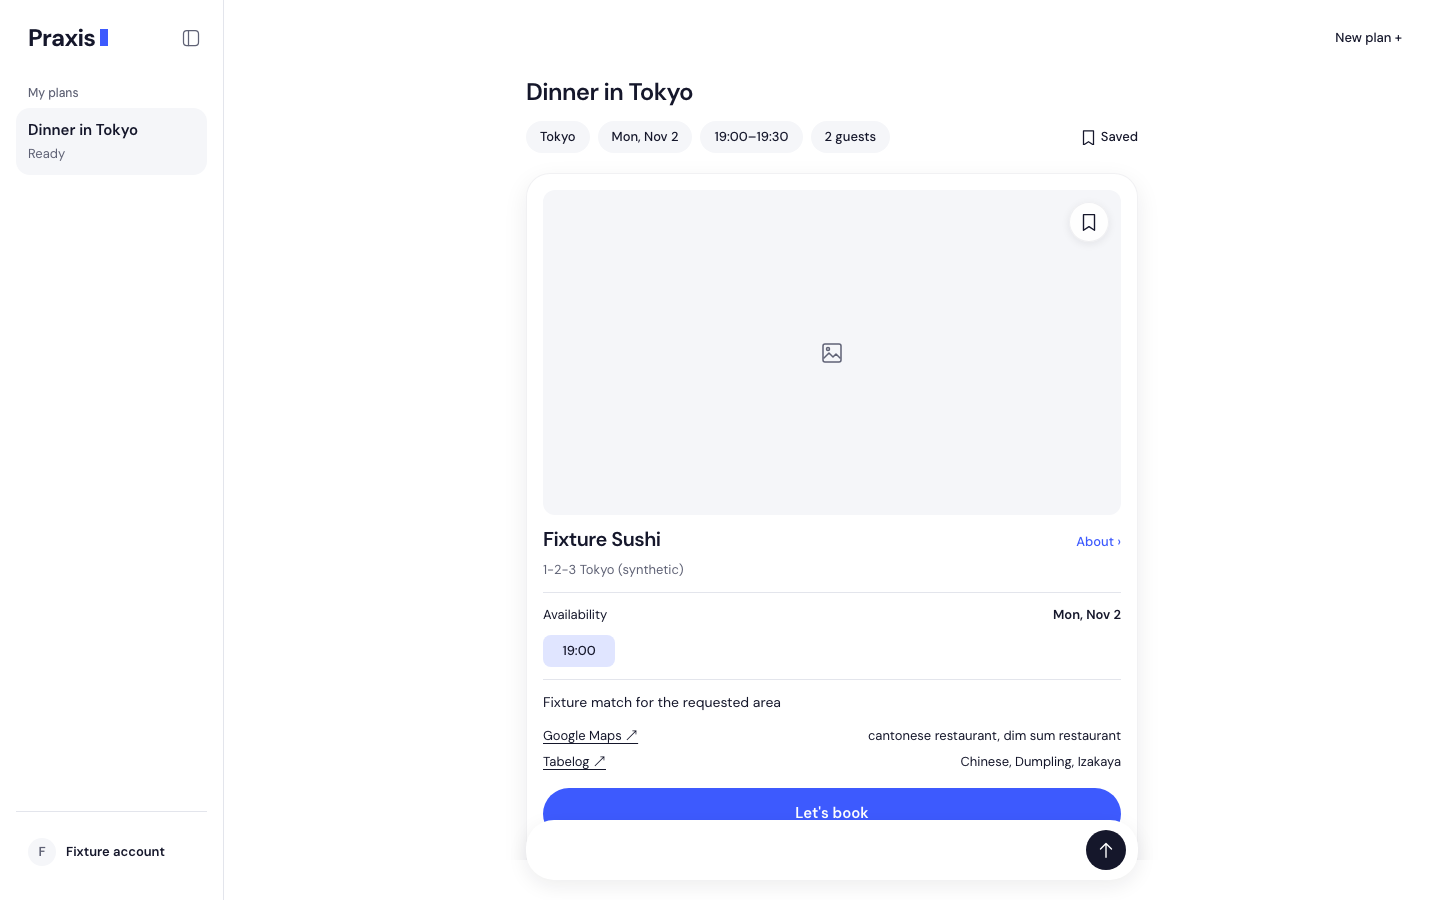 Praxis
New plan +
My plans
Dinner in Tokyo
Ready
Dinner in Tokyo
Tokyo
Mon, Nov 2
19:00–19:30
2 guests
Saved
Fixture Sushi
About ›
1-2-3 Tokyo (synthetic)
Availability
Mon, Nov 2
19:00
Fixture match for the requested area
Google Maps ↗
cantonese restaurant, dim sum restaurant
Tabelog ↗
Chinese, Dumpling, Izakaya
Let's book
F
Fixture account